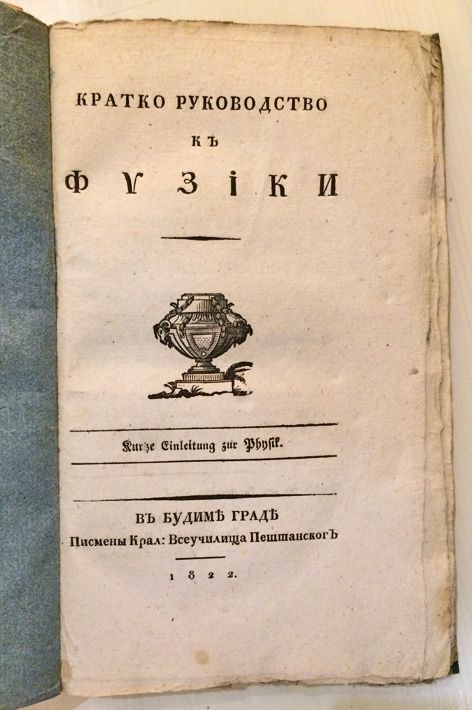 КРАТКО РУКОВОДСТВО
КЪ
ФѴЗІКИ
Kurze Einleitung zur Physik.
ВЪ БУДИМѢ ГРАДѢ
Писмены Крал: Всеучилища Пештанскогъ
1822.